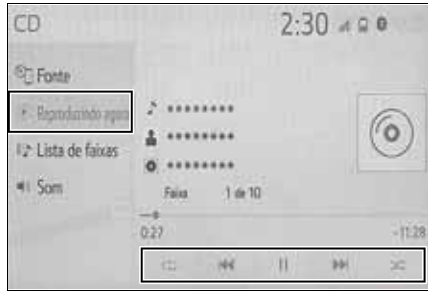 CD 2:30
Fonte
Reproduzindo agora
Lista de faixas
Som
********
********
********
Faixa 1 de 10
0:27 -11:28